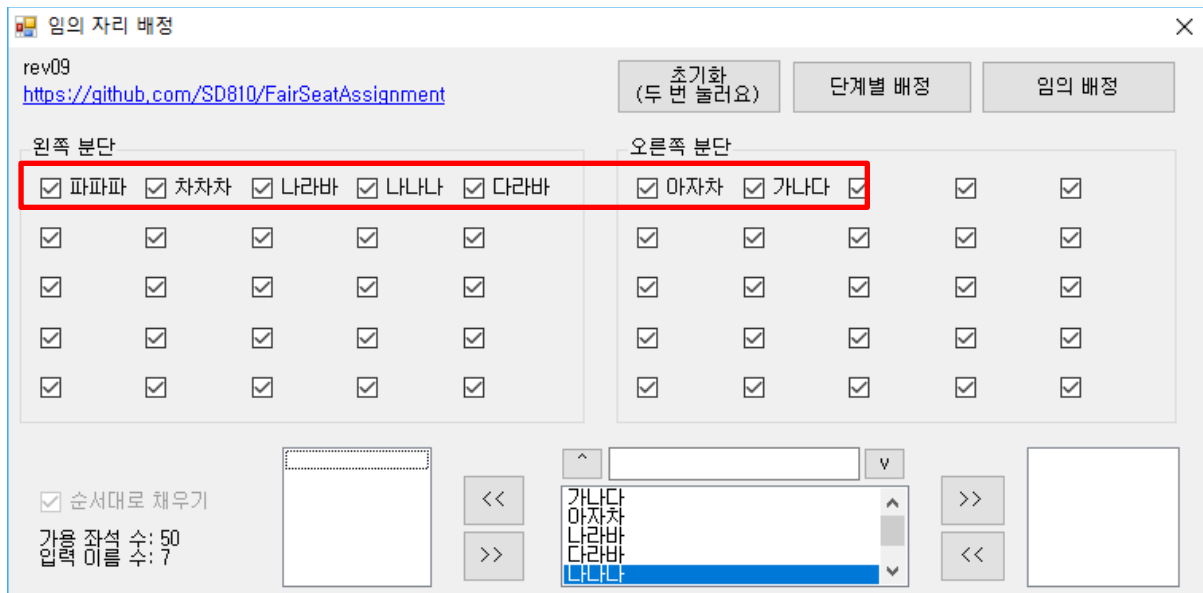 임의 자리 배정
rev09
https://github.com/SD810/FairSeatAssignment
초기화
(두 번 눌러요)
단계별 배정
임의 배정
왼쪽 분단
오른쪽 분단
파파파 차차차 나라바 나나나 다라바 아자차 가나다
^
v
순서대로 채우기
가용 좌석 수: 50
입력 이름 수: 7
<<
>>
가나다
아자차
나라바
다라바
나나나
>>
<<